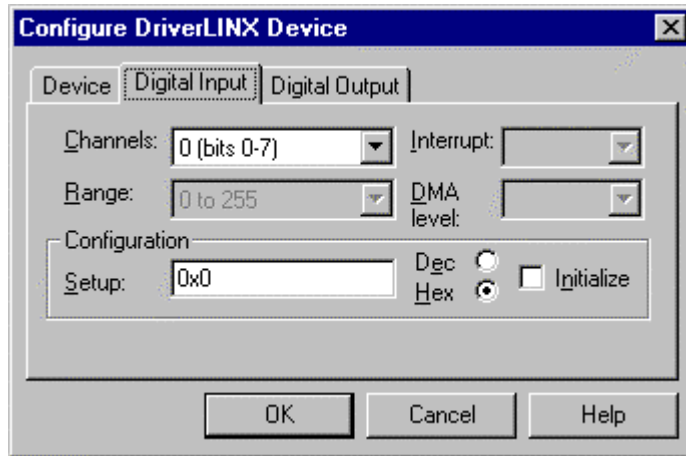 Configure DriverLINX Device
Device Digital Input Digital Output
Channels: 0 (bits 0-7) Interrupt:
Range: 0 to 255 DMA level:
Configuration
Setup: 0x0 Dec Hex Initialize
OK Cancel Help